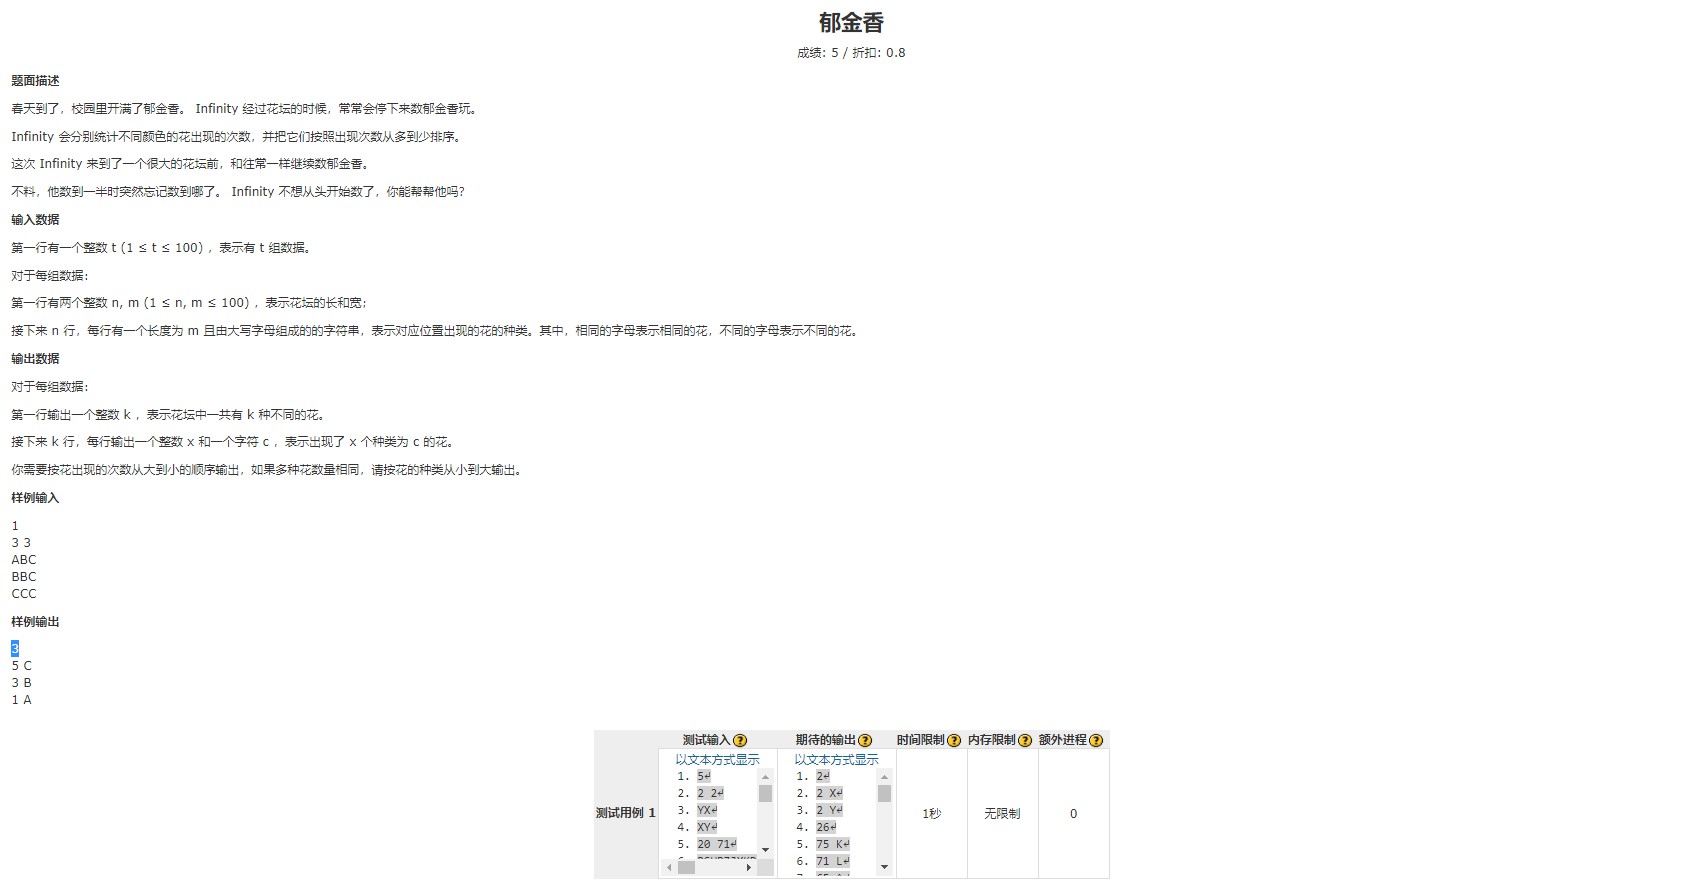 郁金香
成绩: 5 / 折扣: 0.8
题面描述
春天到了，校园里开满了郁金香。 Infinity 经过花坛的时候，常常会停下来数郁金香玩。
Infinity 会分别统计不同颜色的花出现的次数，并把它们按照出现次数从多到少排序。
这次 Infinity 来到了一个很大的花坛前，和往常一样继续数郁金香。
不料，他数到一半时突然忘记数到哪了。 Infinity 不想从头开始数了，你能帮帮他吗？
输入数据
第一行有一个整数 t (1 ≤ t ≤ 100) ，表示有 t 组数据。
对于每组数据：
第一行有两个整数 n, m (1 ≤ n, m ≤ 100) ，表示花坛的长和宽；
接下来 n 行，每行有一个长度为 m 且由大写字母组成的的字符串，表示对应位置出现的花的种类。其中，相同的字母表示相同的花，不同的字母表示不同的花。
输出数据
对于每组数据：
第一行输出一个整数 k ，表示花坛中一共有 k 种不同的花。
接下来 k 行，每行输出一个整数 x 和一个字符 c ，表示出现了 x 个种类为 c 的花。
你需要按花出现的次数从大到小的顺序输出，如果多种花数量相同，请按花的种类从小到大输出。
样例输入
1
3 3
ABC
BBC
CCC
样例输出
3
5 C
3 B
1 A
测试输入 期待的输出 时间限制 内存限制 额外进程
以文本方式显示 以文本方式显示
测试用例 1
1. 5↵
2. 2 2↵
3. YX↵
4. XY↵
5. 20 71↵
1. 2↵
2. 2 X↵
3. 2 Y↵
4. 26↵
5. 75 K↵
6. 71 L↵
1秒 无限制 0